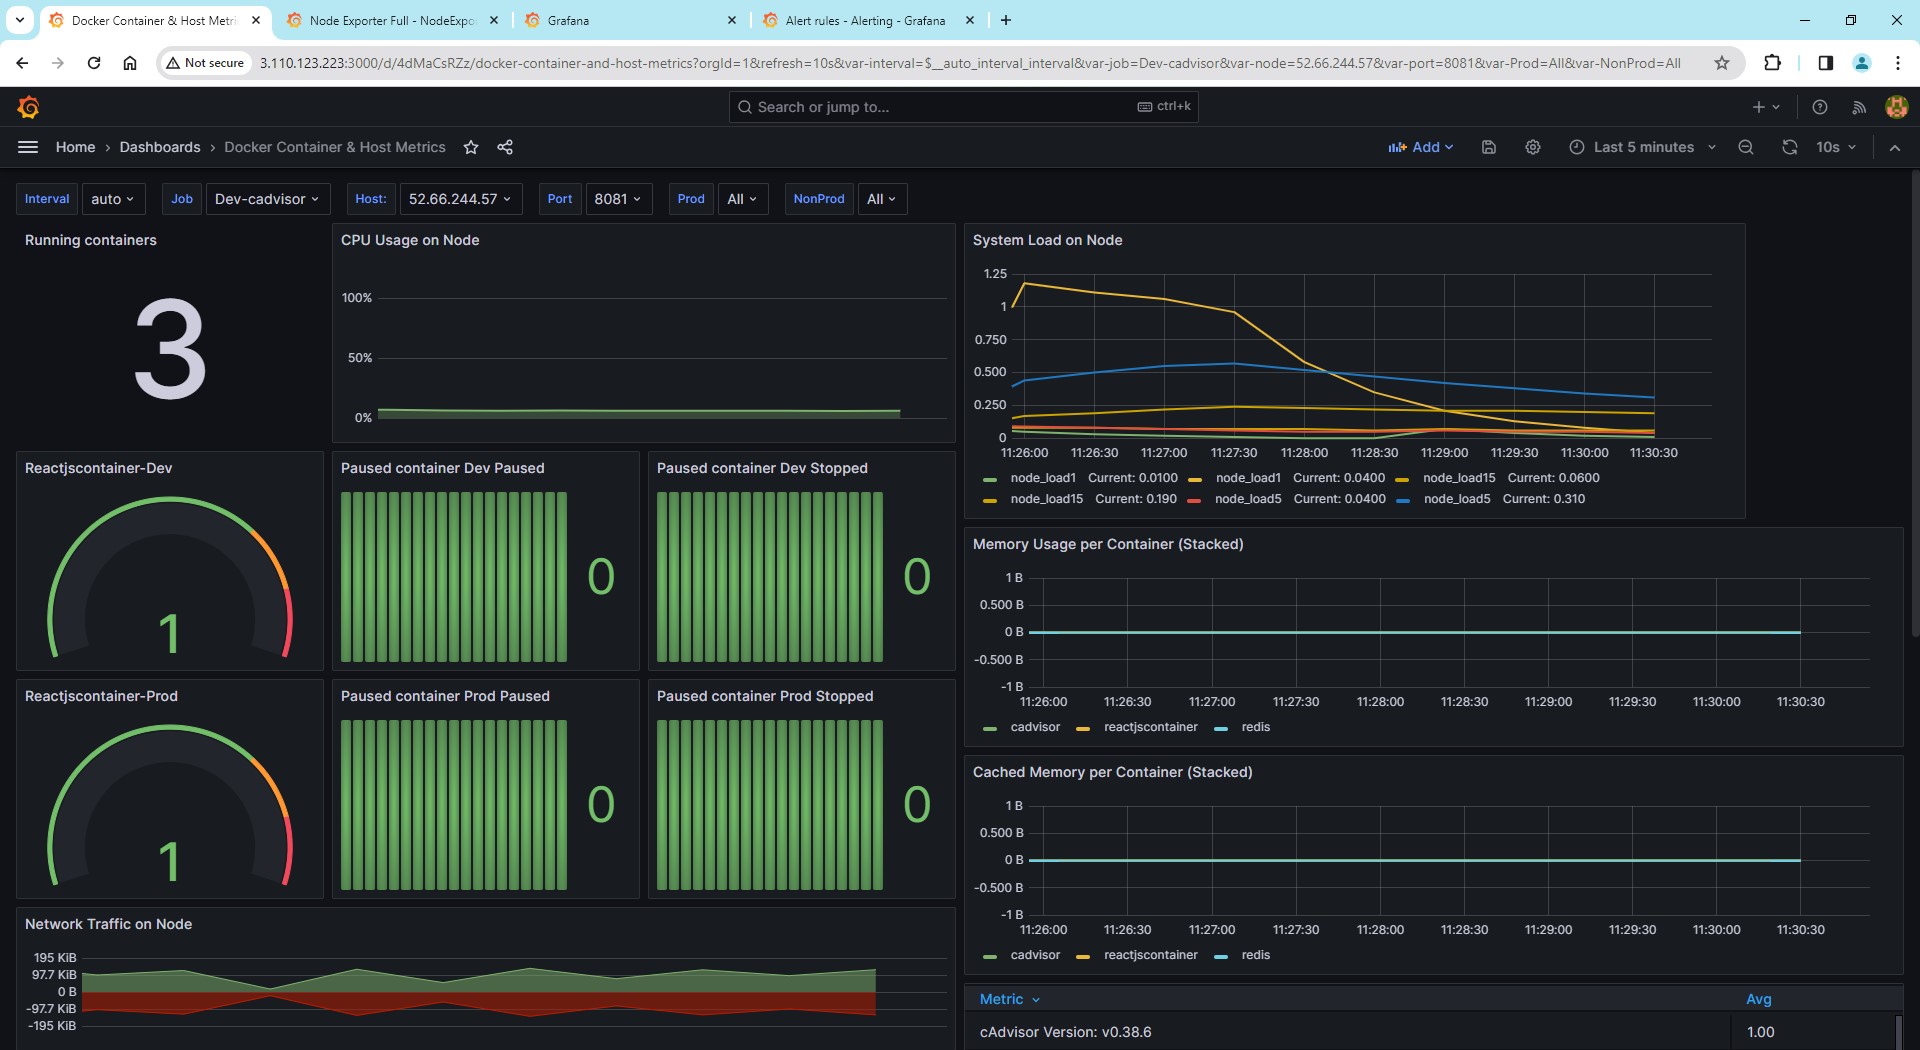 Docker Container & Host Metri
Node Exporter Full - NodeExpo
Grafana
Alert rules - Alerting - Grafana
Not secure
3.110.123.223:3000/d/4dMaCsRZz/docker-container-and-host-metrics?orgId=1&refresh=10s&var-interval=$__auto_interval_interval&var-job=Dev-cadvisor&var-node=52.66.244.57&var-port=8081&var-Prod=All&var-NonProd=All
Search or jump to...
ctrl+k
Home › Dashboards › Docker Container & Host Metrics
Add
Last 5 minutes
10s
Interval auto Job Dev-cadvisor Host: 52.66.244.57 Port 8081 Prod All NonProd All
Running containers
3
CPU Usage on Node
100%
50%
0%
System Load on Node
1.25
1
0.750
0.500
0.250
0
11:26:00 11:26:30 11:27:00 11:27:30 11:28:00 11:28:30 11:29:00 11:29:30 11:30:00 11:30:30
node_load1 Current: 0.0100 node_load1 Current: 0.0400 node_load15 Current: 0.0600
node_load15 Current: 0.190 node_load5 Current: 0.0400 node_load5 Current: 0.310
Reactjscontainer-Dev
1
Paused container Dev Paused
0
Paused container Dev Stopped
0
Memory Usage per Container (Stacked)
1 B
0.500 B
0 B
-0.500 B
-1 B
11:26:00 11:26:30 11:27:00 11:27:30 11:28:00 11:28:30 11:29:00 11:29:30 11:30:00 11:30:30
cadvisor reactjscontainer redis
Reactjscontainer-Prod
1
Paused container Prod Paused
0
Paused container Prod Stopped
0
Cached Memory per Container (Stacked)
1 B
0.500 B
0 B
-0.500 B
-1 B
11:26:00 11:26:30 11:27:00 11:27:30 11:28:00 11:28:30 11:29:00 11:29:30 11:30:00 11:30:30
cadvisor reactjscontainer redis
Network Traffic on Node
195 KiB
97.7 KiB
0 B
-97.7 KiB
-195 KiB
Metric Avg
cAdvisor Version: v0.38.6 1.00